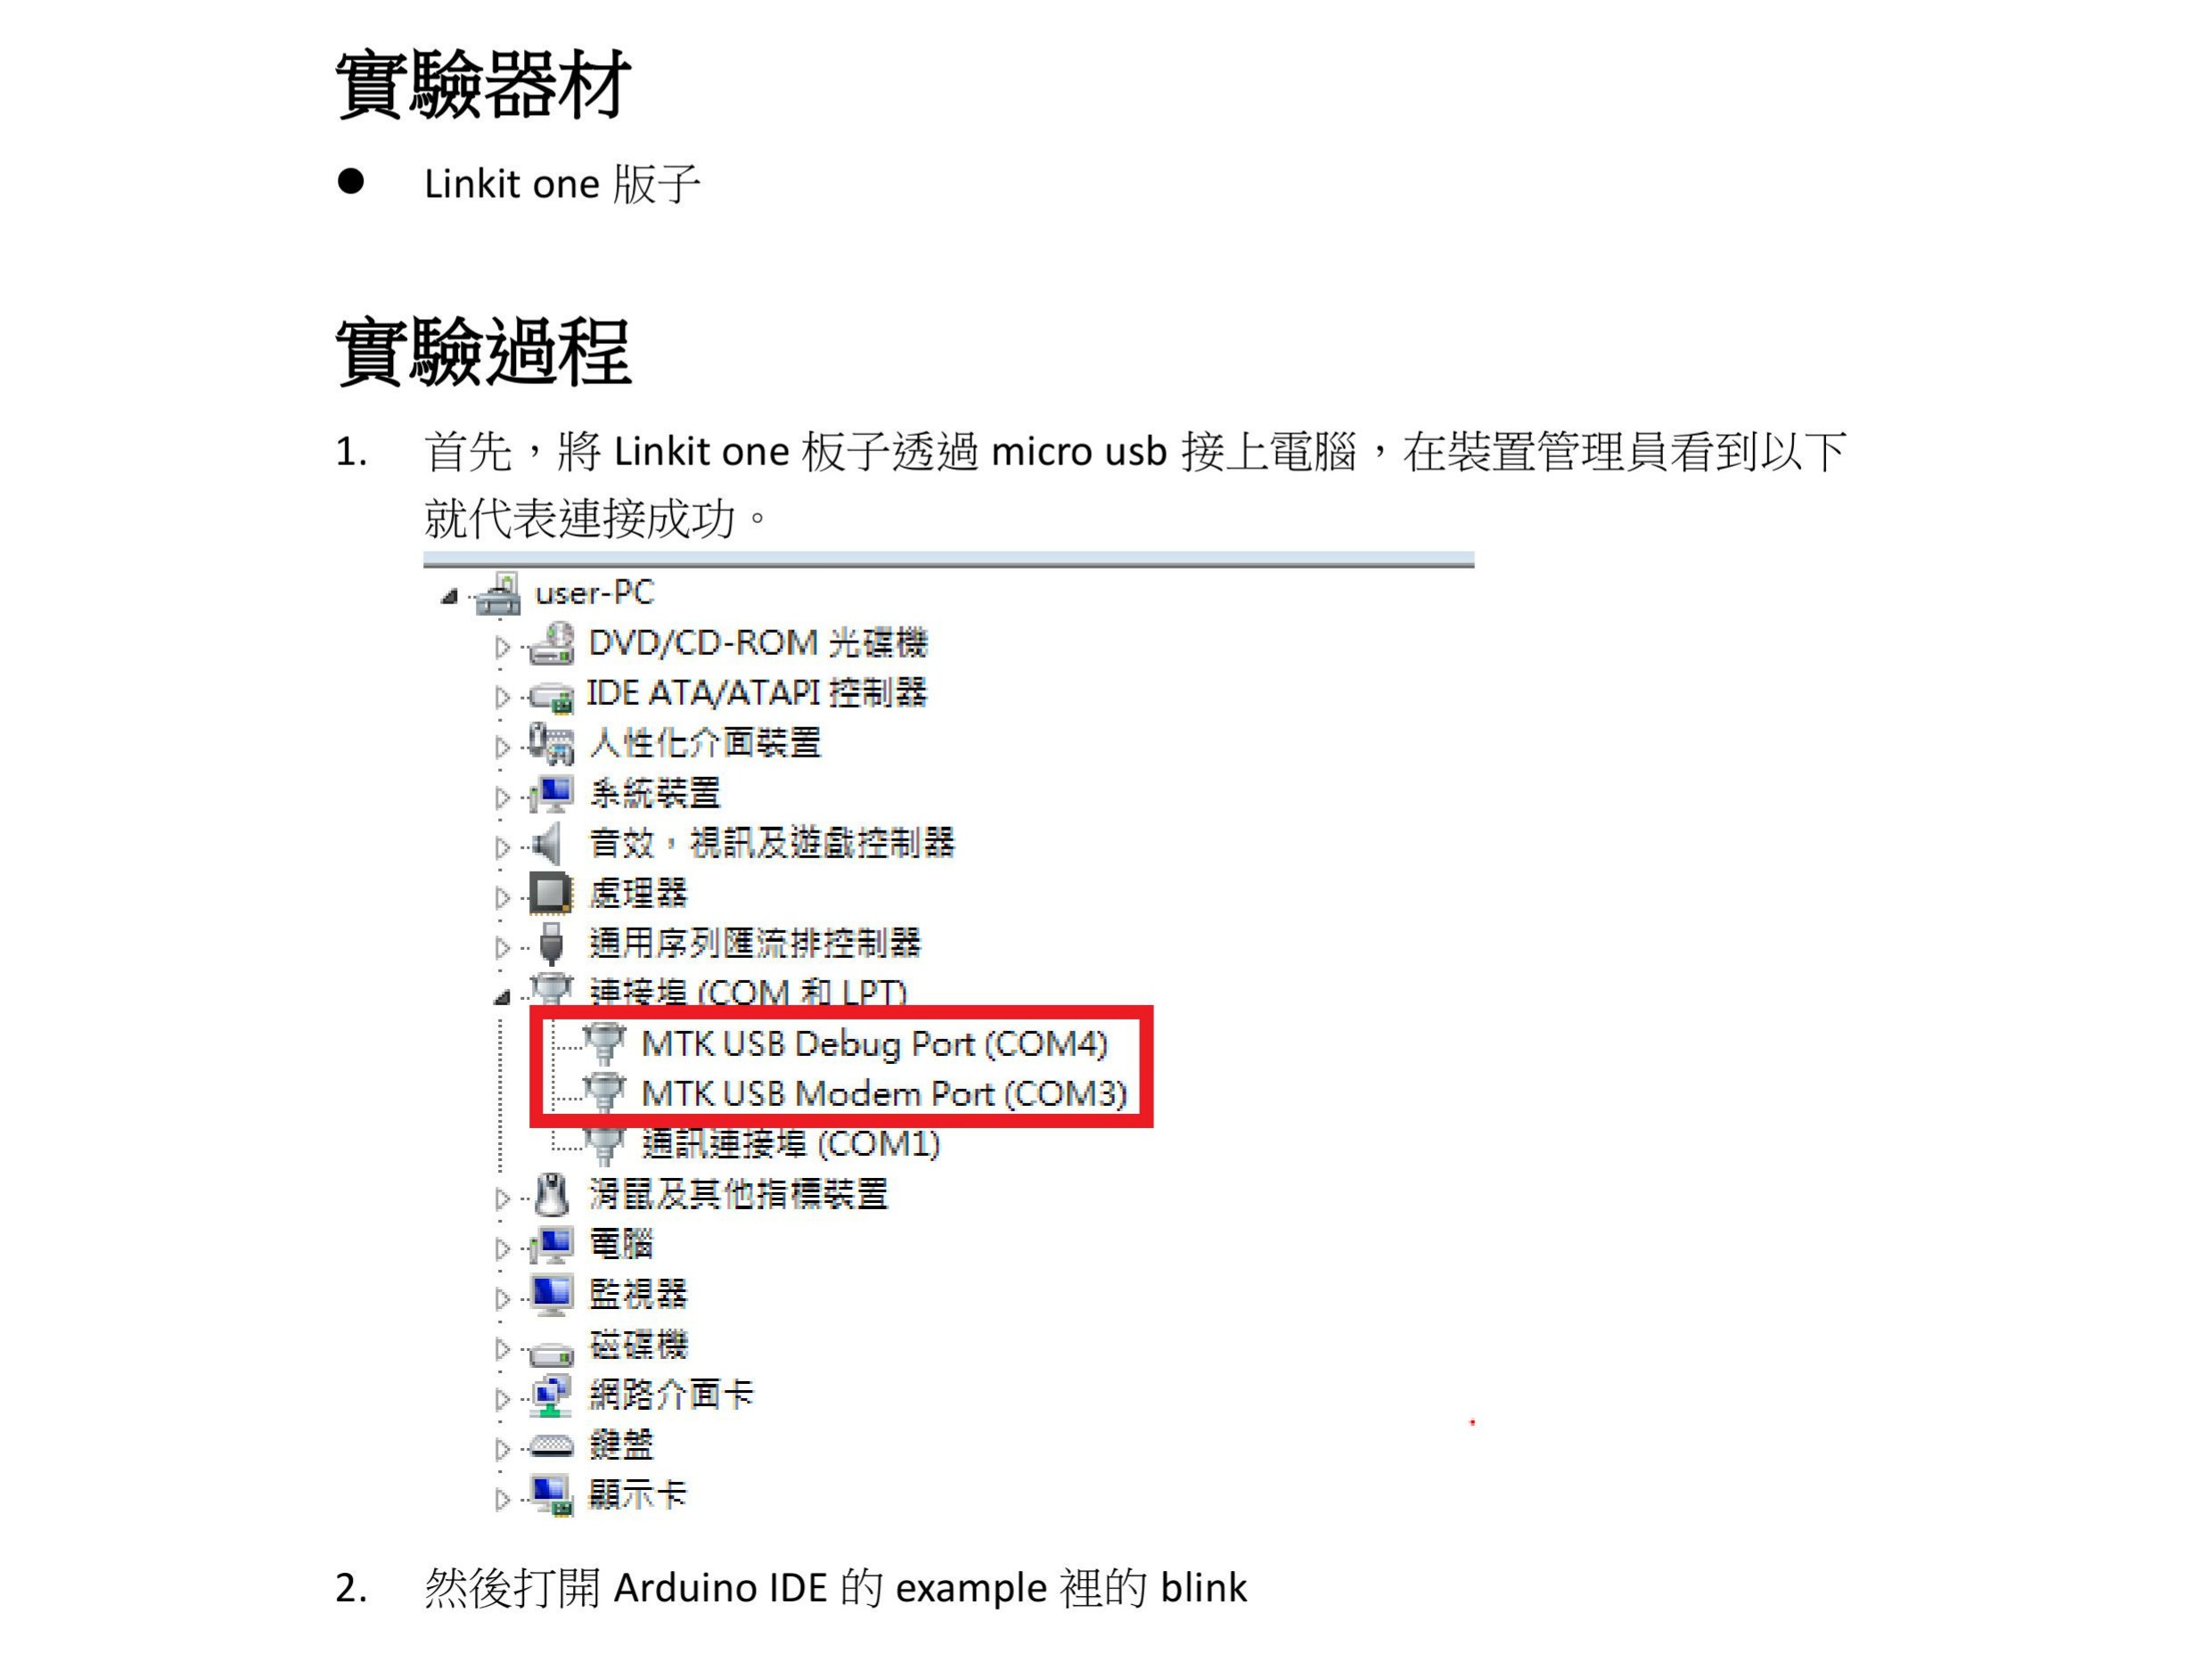 實驗器材
● Linkit one 版子
實驗過程
1. 首先，將 Linkit one 板子透過 micro usb 接上電腦，在裝置管理員看到以下
就代表連接成功。
user-PC
DVD/CD-ROM 光碟機
IDE ATA/ATAPI 控制器
人性化介面裝置
系統裝置
音效，視訊及遊戲控制器
處理器
通用序列匯流排控制器
連接埠 (COM 和 LPT)
MTK USB Debug Port (COM4)
MTK USB Modem Port (COM3)
通訊連接埠 (COM1)
滑鼠及其他指標裝置
電腦
監視器
磁碟機
網路介面卡
鍵盤
顯示卡
2. 然後打開 Arduino IDE 的 example 裡的 blink